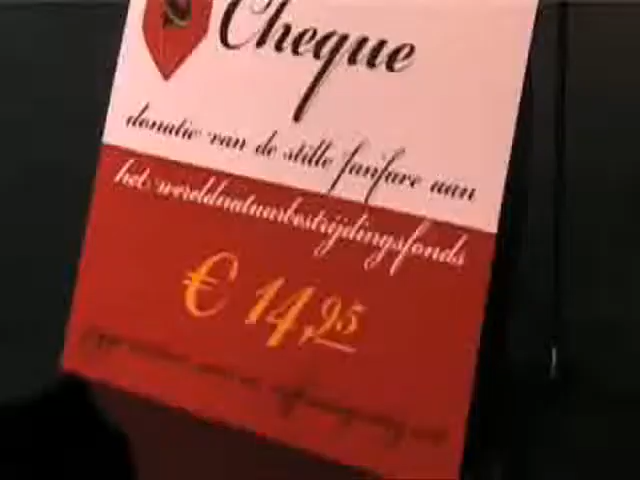 Cheque
donatie van de stille fanfare aan
het wereldnatuurbestrijdingsfonds
€ 14,95